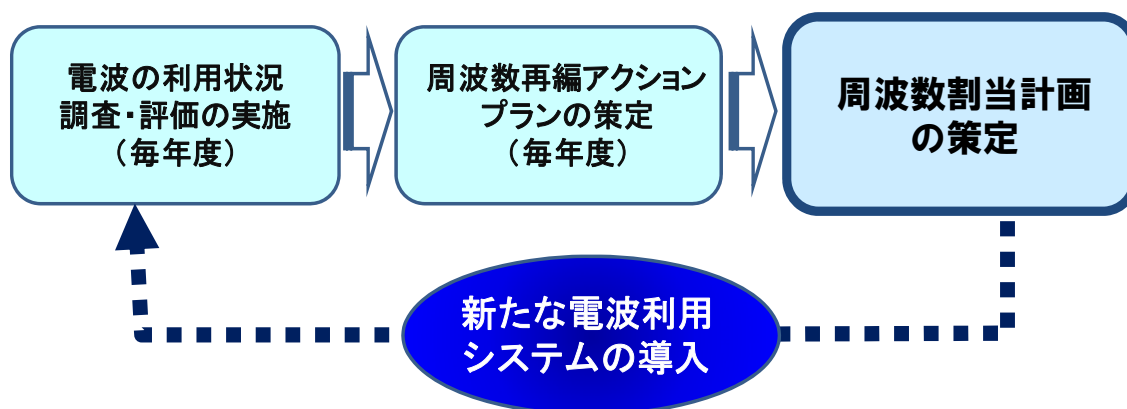 電波の利用状況
調査・評価の実施
（毎年度）
周波数再編アクション
プランの策定
（毎年度）
周波数割当計画
の策定
新たな電波利用
システムの導入